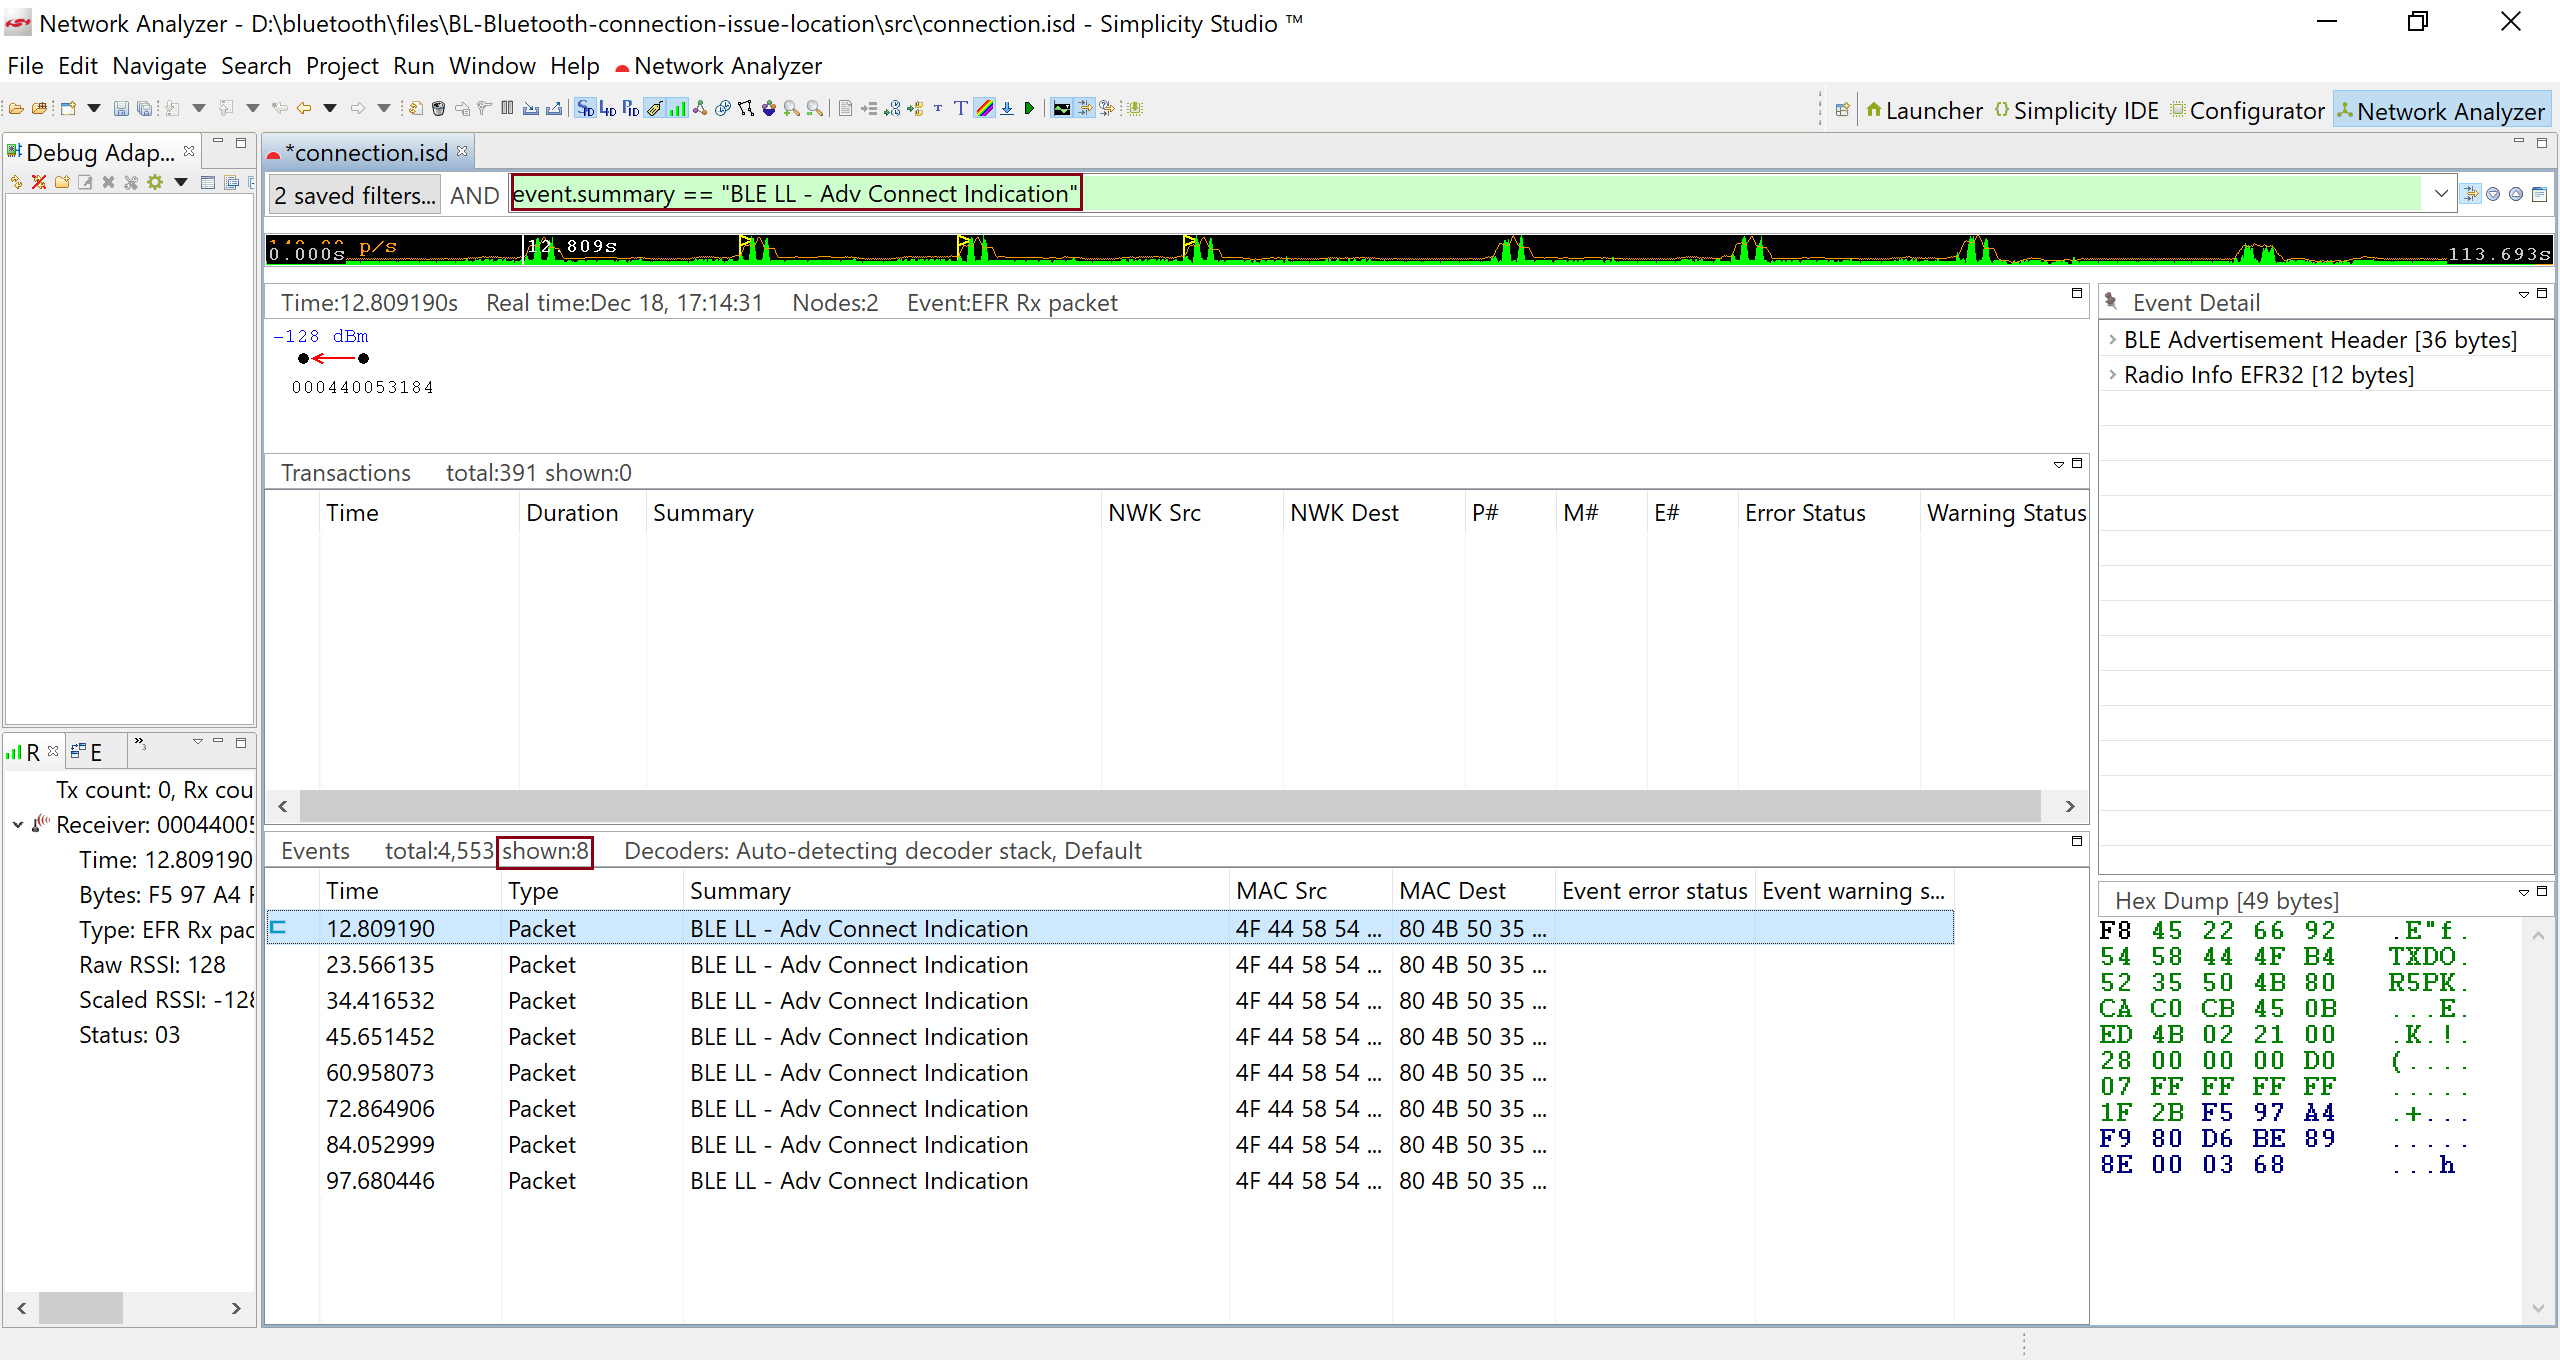 Network Analyzer - D:\bluetooth\files\BL-Bluetooth-connection-issue-location\src\connection.isd - Simplicity Studio ™
File Edit Navigate Search Project Run Window Help Network Analyzer
Launcher Simplicity IDE Configurator Network Analyzer
Debug Adap...
*connection.isd
2 saved filters... AND event.summary == "BLE LL - Adv Connect Indication"
p/s 12.809s
0.000s 113.693s
Time:12.809190s Real time:Dec 18, 17:14:31 Nodes:2 Event:EFR Rx packet
-128 dBm
000440053184
Event Detail
BLE Advertisement Header [36 bytes]
Radio Info EFR32 [12 bytes]
Transactions total:391 shown:0
Time Duration Summary NWK Src NWK Dest P# M# E# Error Status Warning Status
R E 3
Tx count: 0, Rx cou
Receiver: 0004400
Time: 12.809190
Bytes: F5 97 A4
Type: EFR Rx pac
Raw RSSI: 128
Scaled RSSI: -128
Status: 03
Events total:4,553 shown:8 Decoders: Auto-detecting decoder stack, Default
Time Type Summary MAC Src MAC Dest Event error status Event warning s...
12.809190 Packet BLE LL - Adv Connect Indication 4F 44 58 54 ... 80 4B 50 35 ...
23.566135 Packet BLE LL - Adv Connect Indication 4F 44 58 54 ... 80 4B 50 35 ...
34.416532 Packet BLE LL - Adv Connect Indication 4F 44 58 54 ... 80 4B 50 35 ...
45.651452 Packet BLE LL - Adv Connect Indication 4F 44 58 54 ... 80 4B 50 35 ...
60.958073 Packet BLE LL - Adv Connect Indication 4F 44 58 54 ... 80 4B 50 35 ...
72.864906 Packet BLE LL - Adv Connect Indication 4F 44 58 54 ... 80 4B 50 35 ...
84.052999 Packet BLE LL - Adv Connect Indication 4F 44 58 54 ... 80 4B 50 35 ...
97.680446 Packet BLE LL - Adv Connect Indication 4F 44 58 54 ... 80 4B 50 35 ...
Hex Dump [49 bytes]
F8 45 22 66 92 .E"f.
54 58 44 4F B4 TXDO.
52 35 50 4B 80 R5PK.
CA C0 CB 45 0B ...E.
ED 4B 02 21 00 .K.!.
28 00 00 00 D0 (....
07 FF FF FF FF .....
1F 2B F5 97 A4 .+...
F9 80 D6 BE 89 .....
8E 00 03 68 ...h